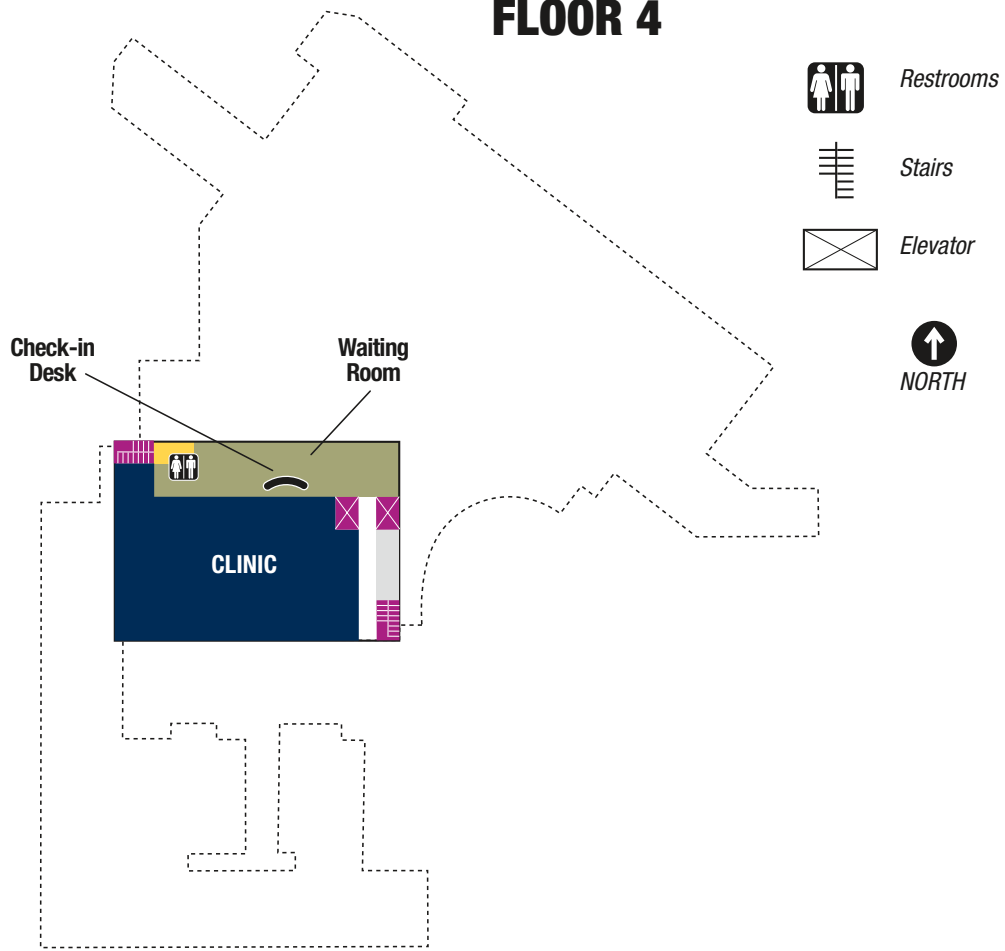 FLOOR 4
Restrooms
Stairs
Elevator
NORTH
Check-in
Desk
Waiting
Room
CLINIC